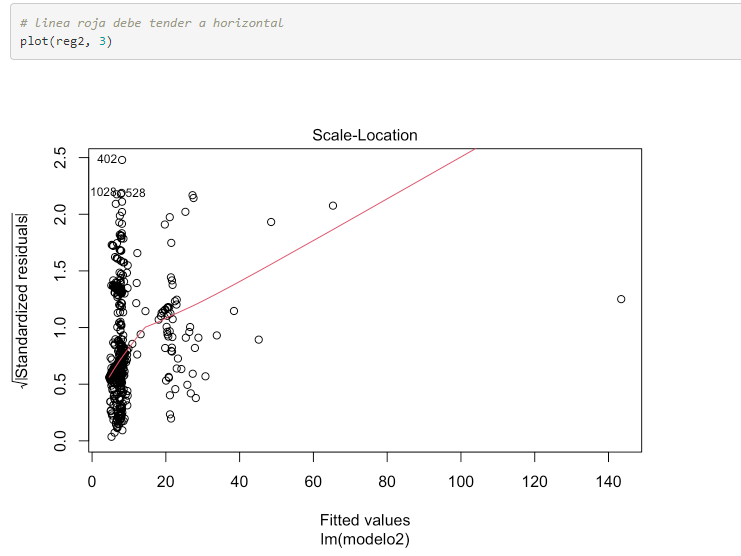 # linea roja debe tender a horizontal
plot(reg2, 3)
Scale-Location
√|Standardized residuals|
2.5
2.0
1.5
1.0
0.5
0.0
402
1028
528
0
20
40
60
80
100
120
140
Fitted values
lm(modelo2)